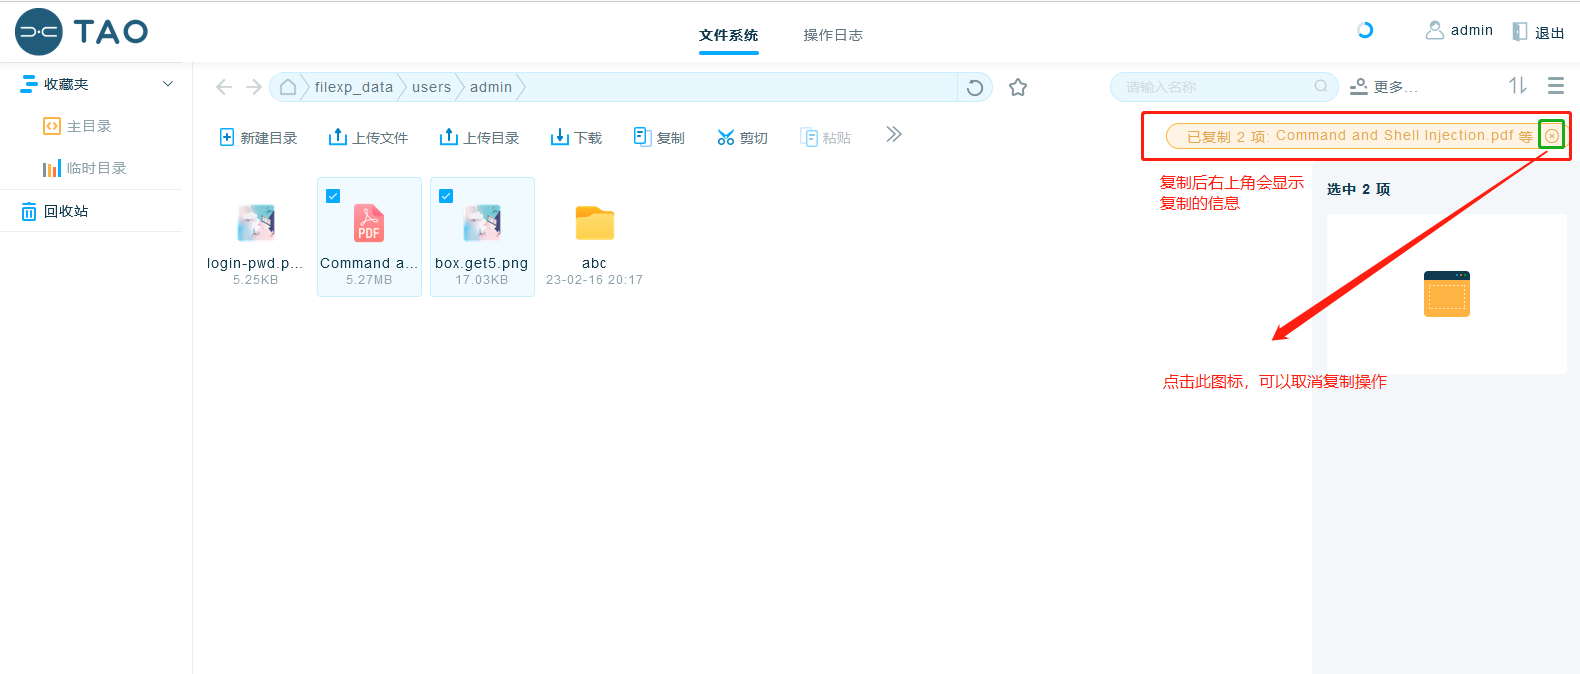 TAO
文件系统
操作日志
admin
退出
收藏夹
主目录
临时目录
回收站
filexp_data
users
admin
请输入名称
更多...
新建目录
上传文件
上传目录
下载
复制
剪切
粘贴
已复制 2 项: Command and Shell Injection.pdf 等
复制后右上角会显示
复制的信息
选中 2 项
PDF
login-pwd.p...
5.25KB
Command a...
5.27MB
box.get5.png
17.03KB
abc
23-02-16 20:17
点击此图标，可以取消复制操作